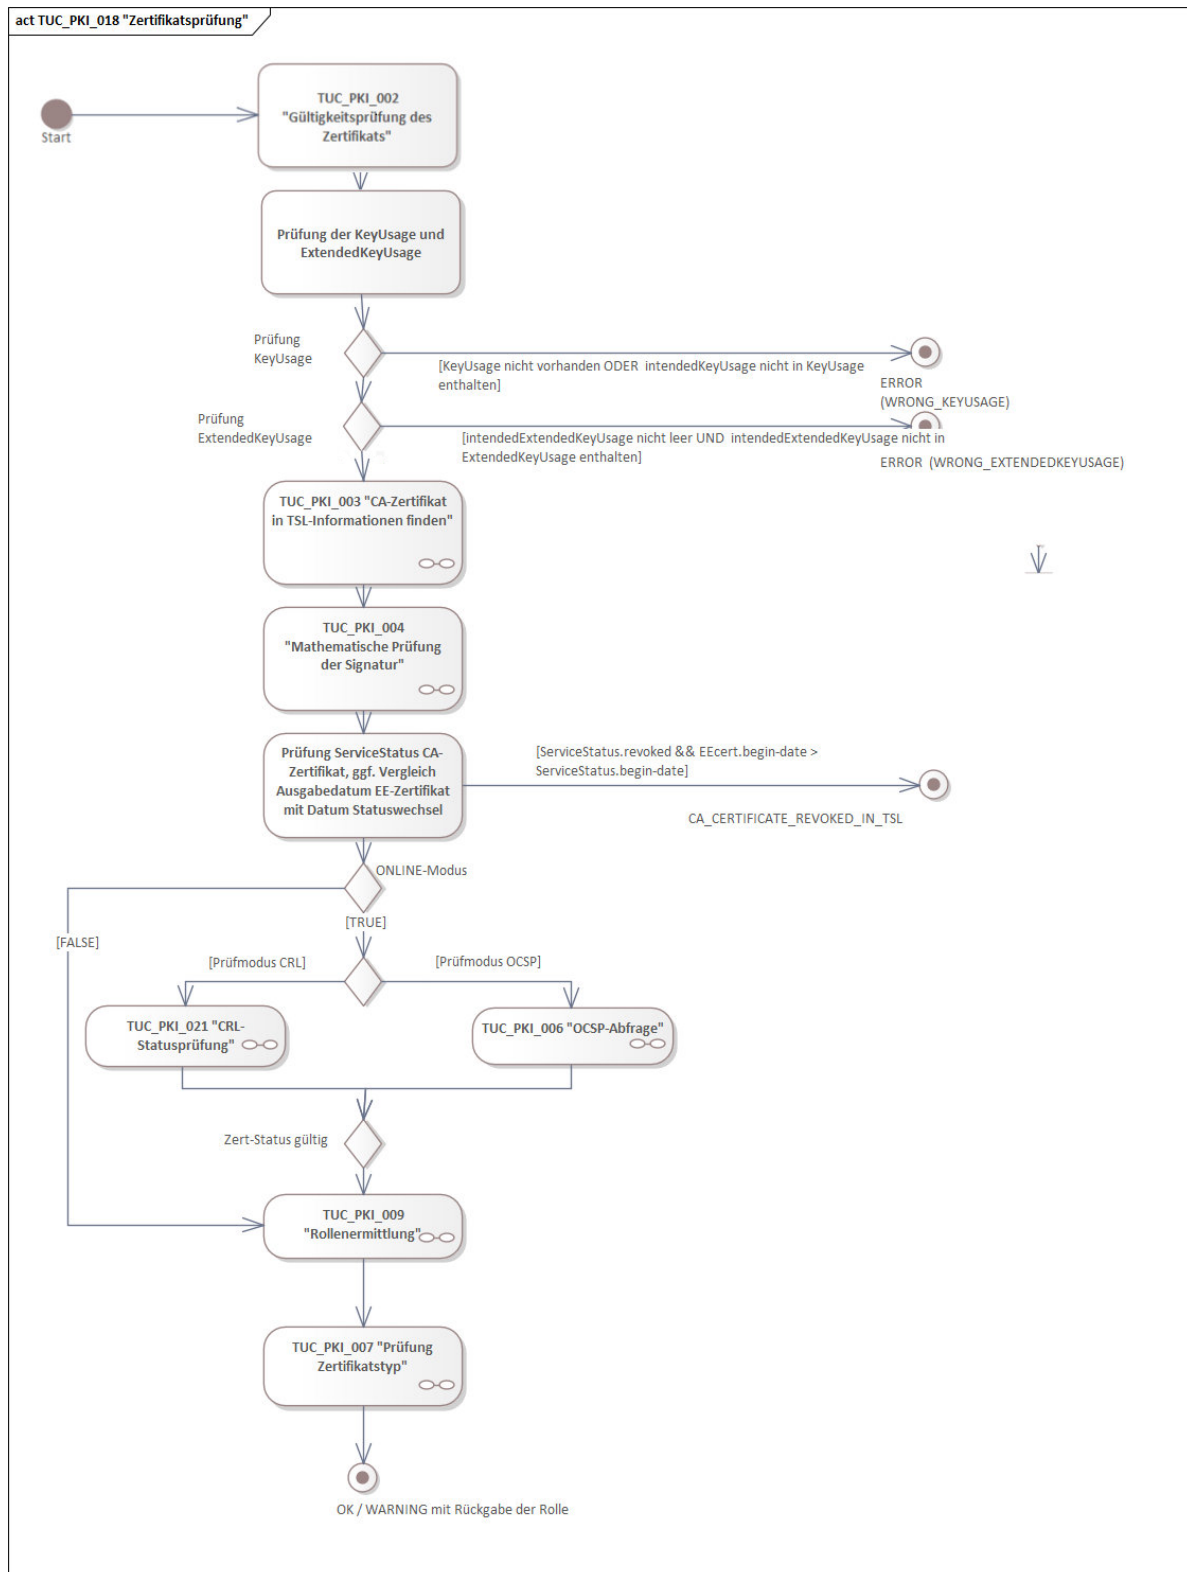 act TUC_PKI_018 "Zertifikatsprüfung"
Start
TUC_PKI_002
"Gültigkeitsprüfung des
Zertifikats"
Prüfung der KeyUsage und
ExtendedKeyUsage
Prüfung
KeyUsage
[KeyUsage nicht vorhanden ODER intendedKeyUsage nicht in KeyUsage
enthalten]
ERROR
(WRONG_KEYUSAGE)
Prüfung
ExtendedKeyUsage
[intendedExtendedKeyUsage nicht leer UND intendedExtendedKeyUsage nicht in
ExtendedKeyUsage enthalten]
ERROR (WRONG_EXTENDEDKEYUSAGE)
TUC_PKI_003 "CA-Zertifikat
in TSL-Informationen finden"
TUC_PKI_004
"Mathematische Prüfung
der Signatur"
Prüfung ServiceStatus CA-
Zertifikat, ggf. Vergleich
Ausgabedatum EE-Zertifikat
mit Datum Statuswechsel
[ServiceStatus.revoked && EEcert.begin-date >
ServiceStatus.begin-date]
CA_CERTIFICATE_REVOKED_IN_TSL
ONLINE-Modus
[TRUE]
[FALSE]
[Prüfmodus CRL]
[Prüfmodus OCSP]
TUC_PKI_021 "CRL-
Statusprüfung"
TUC_PKI_006 "OCSP-Abfrage"
Zert-Status gültig
TUC_PKI_009
"Rollenermittlung"
TUC_PKI_007 "Prüfung
Zertifikatstyp"
OK / WARNING mit Rückgabe der Rolle